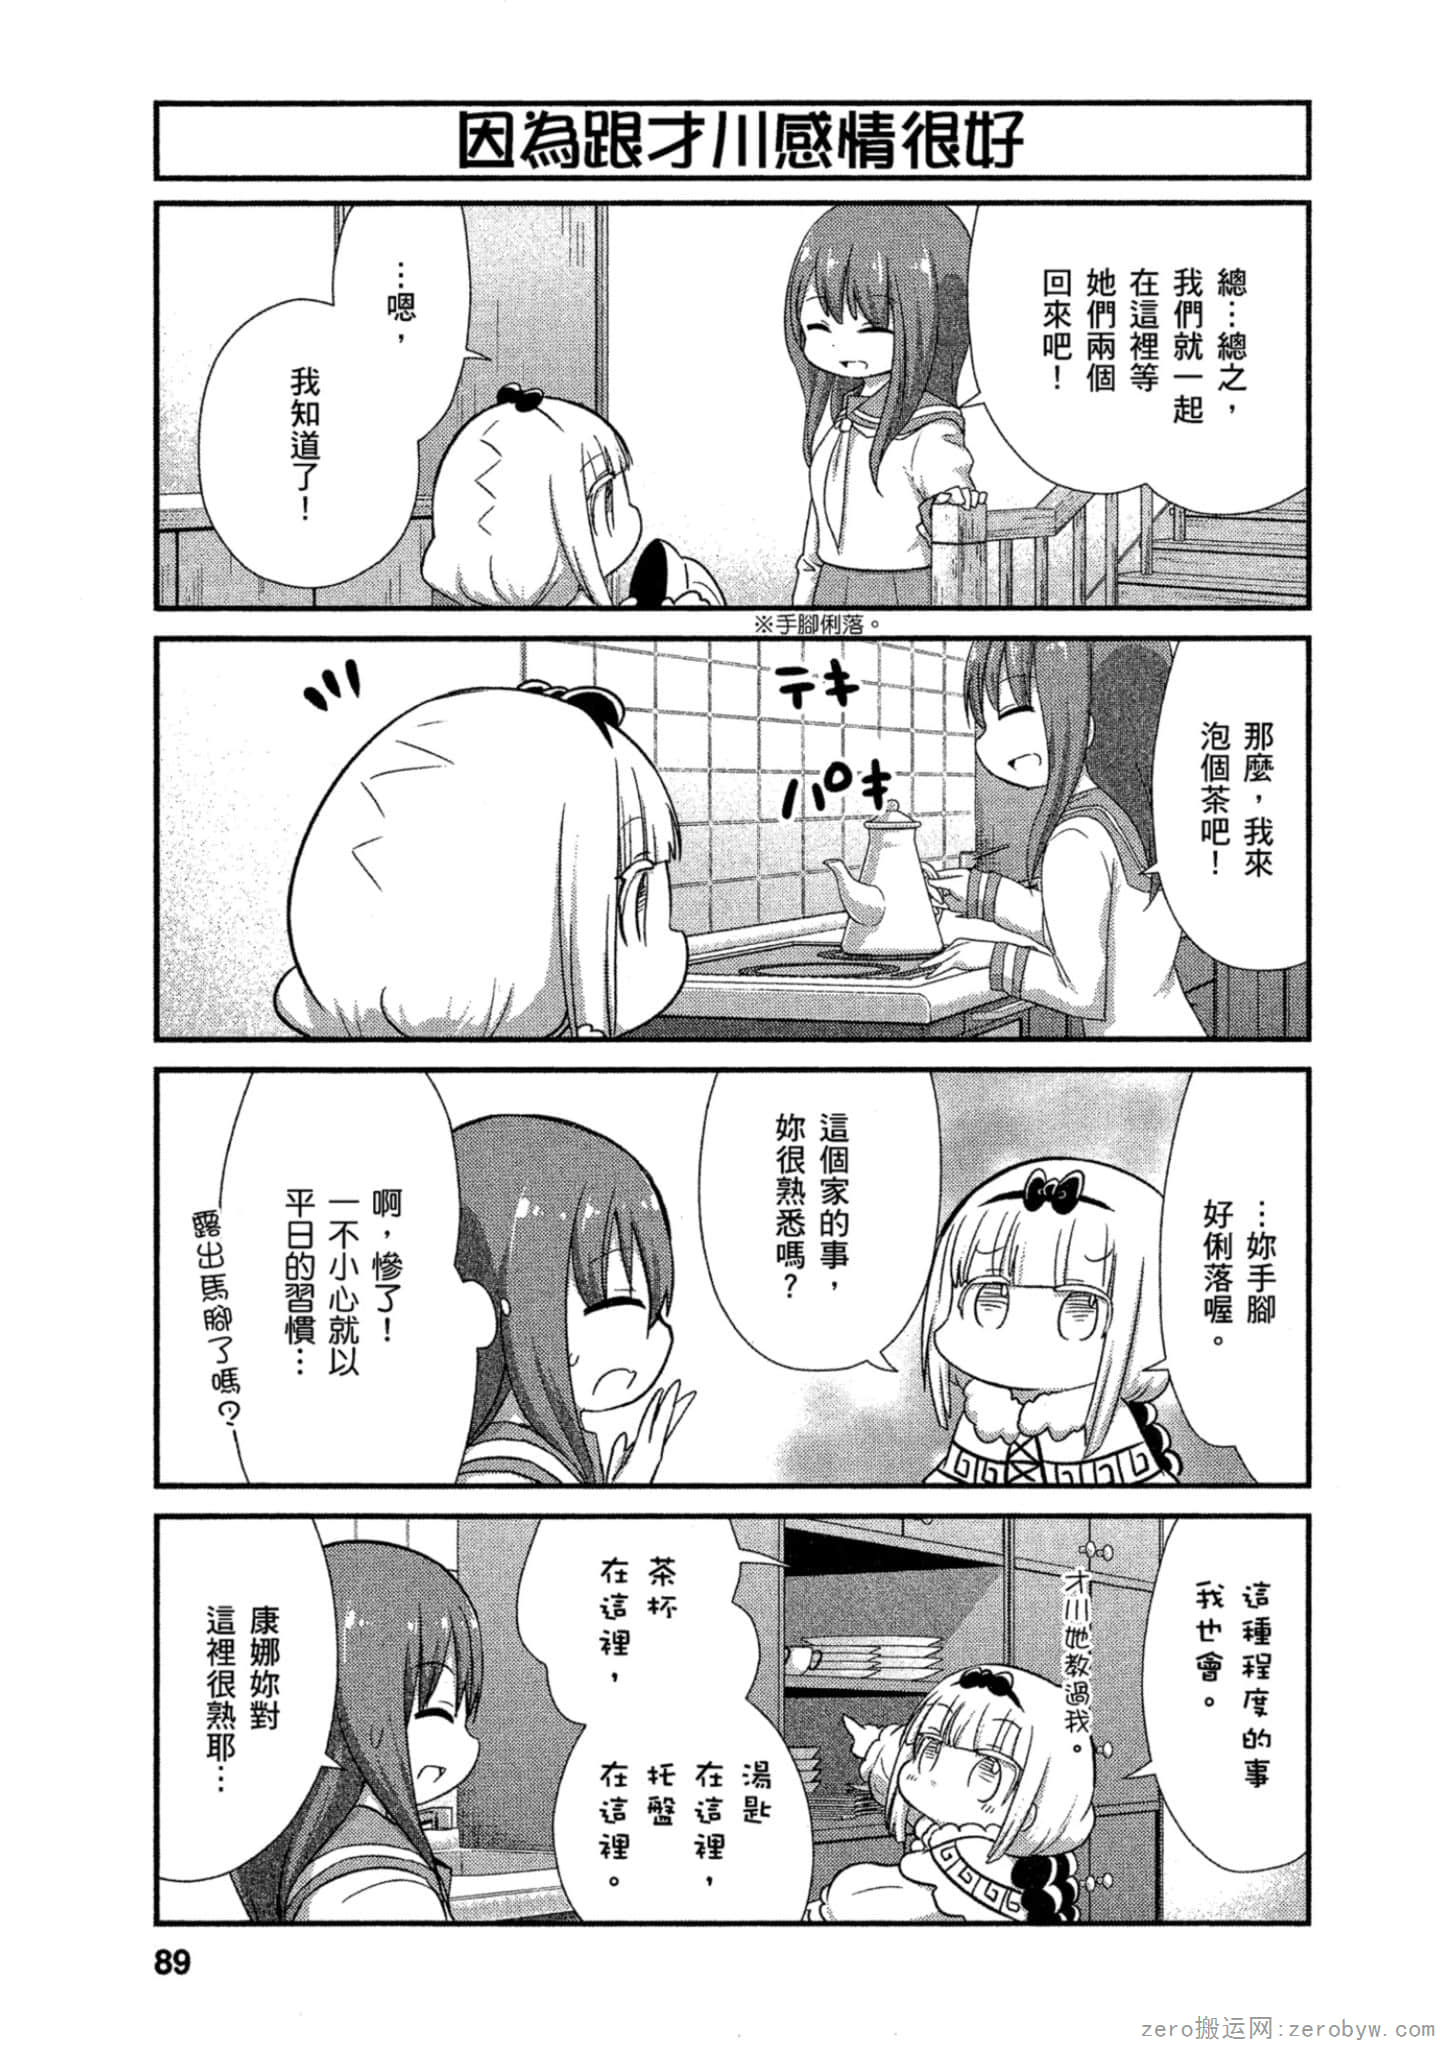 因為跟才川感情很好
總…總之，
我們就一起
在這裡等
她們兩個
回來吧！
…嗯，
我知道了！
※手腳俐落。
那麼，我來
泡個茶吧！
テキ
パキ
…妳手腳
好俐落喔。
這個家的事，
妳很熟悉嗎？
啊，慘了！
一不小心就以
平日的習慣…
露出馬腳了嗎？
這種程度的事
我也會。
才川她教過我。
茶杯
在這裡，
湯匙
在這裡，
托盤
在這裡。
康娜妳對
這裡很熟耶…
89
zero搬运网:zerobyw.com